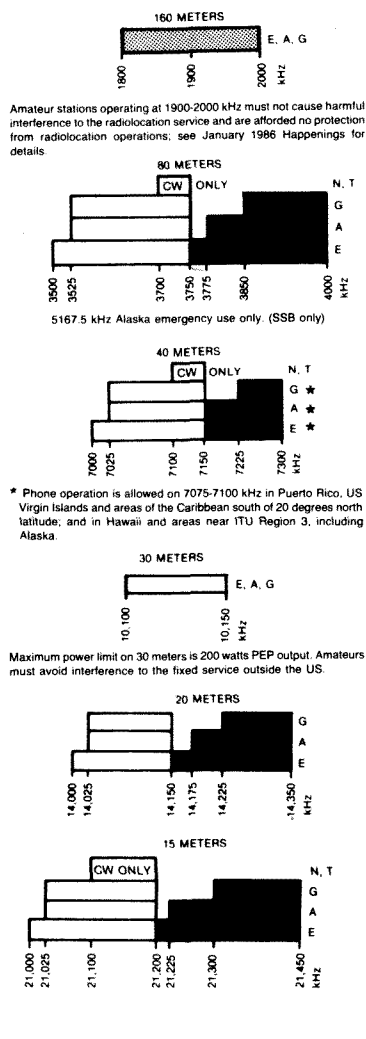 160 METERS
E, A, G
1800 1900 2000 kHz
Amateur stations operating at 1900-2000 kHz must not cause harmful
interference to the radiolocation service and are afforded no protection
from radiolocation operations; see January 1986 Happenings for
details.
80 METERS
CW ONLY N, T
G
A
E
3500 3525 3700 3750 3775 3850 4000 kHz
5167.5 kHz Alaska emergency use only. (SSB only)
40 METERS
CW ONLY N, T
G ★
A ★
E ★
7000 7025 7100 7150 7225 7300 kHz
★ Phone operation is allowed on 7075-7100 kHz in Puerto Rico, US
Virgin Islands and areas of the Caribbean south of 20 degrees north
latitude; and in Hawaii and areas near ITU Region 3, including
Alaska.
30 METERS
E, A, G
10,100 10,150 kHz
Maximum power limit on 30 meters is 200 watts PEP output. Amateurs
must avoid interference to the fixed service outside the US.
20 METERS
G
A
E
14,000 14,025 14,150 14,175 14,225 14,350 kHz
15 METERS
CW ONLY N, T
G
A
E
21,000 21,025 21,100 21,200 21,225 21,300 21,450 kHz